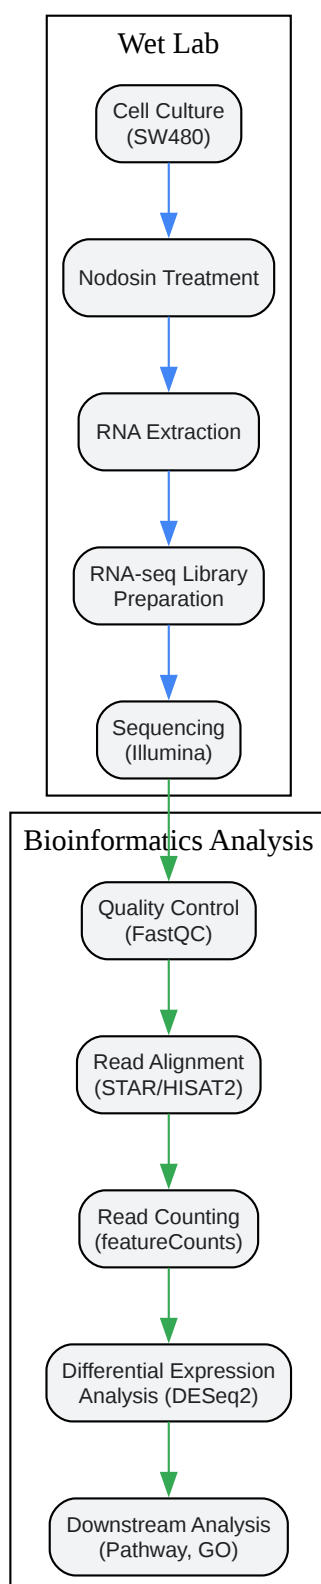 Wet Lab
Cell Culture
(SW480)
Nodosin Treatment
RNA Extraction
RNA-seq Library
Preparation
Sequencing
(Illumina)
Bioinformatics Analysis
Quality Control
(FastQC)
Read Alignment
(STAR/HISAT2)
Read Counting
(featureCounts)
Differential Expression
Analysis (DESeq2)
Downstream Analysis
(Pathway, GO)